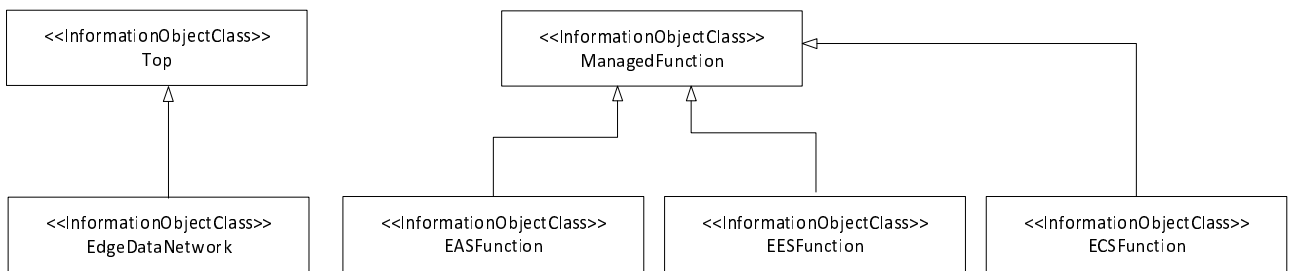 <<InformationObjectClass>>
Top
<<InformationObjectClass>>
ManagedFunction
<<InformationObjectClass>>
EdgeDataNetwork
<<InformationObjectClass>>
EASFunction
<<InformationObjectClass>>
EESFunction
<<InformationObjectClass>>
ECSFunction